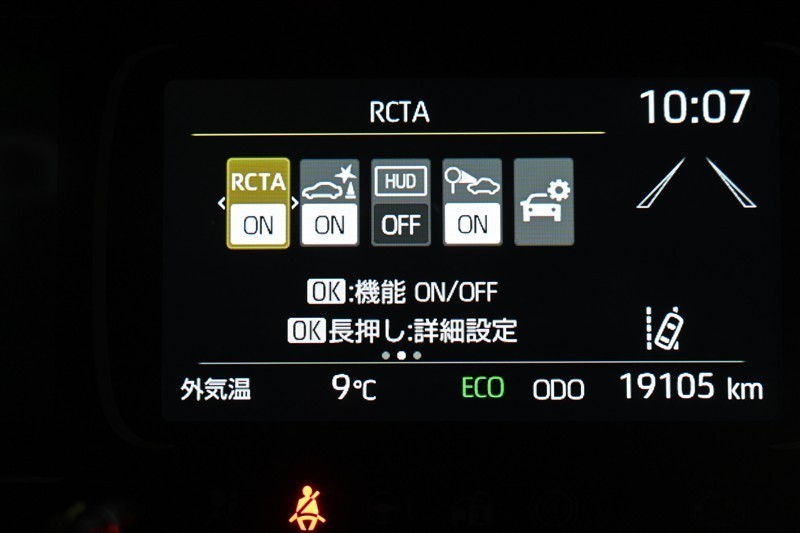 RCTA 10:07
RCTA HUD
ON ON OFF ON
OK:機能 ON/OFF
OK長押し:詳細設定
外気温 9℃ ECO ODO 19105 km